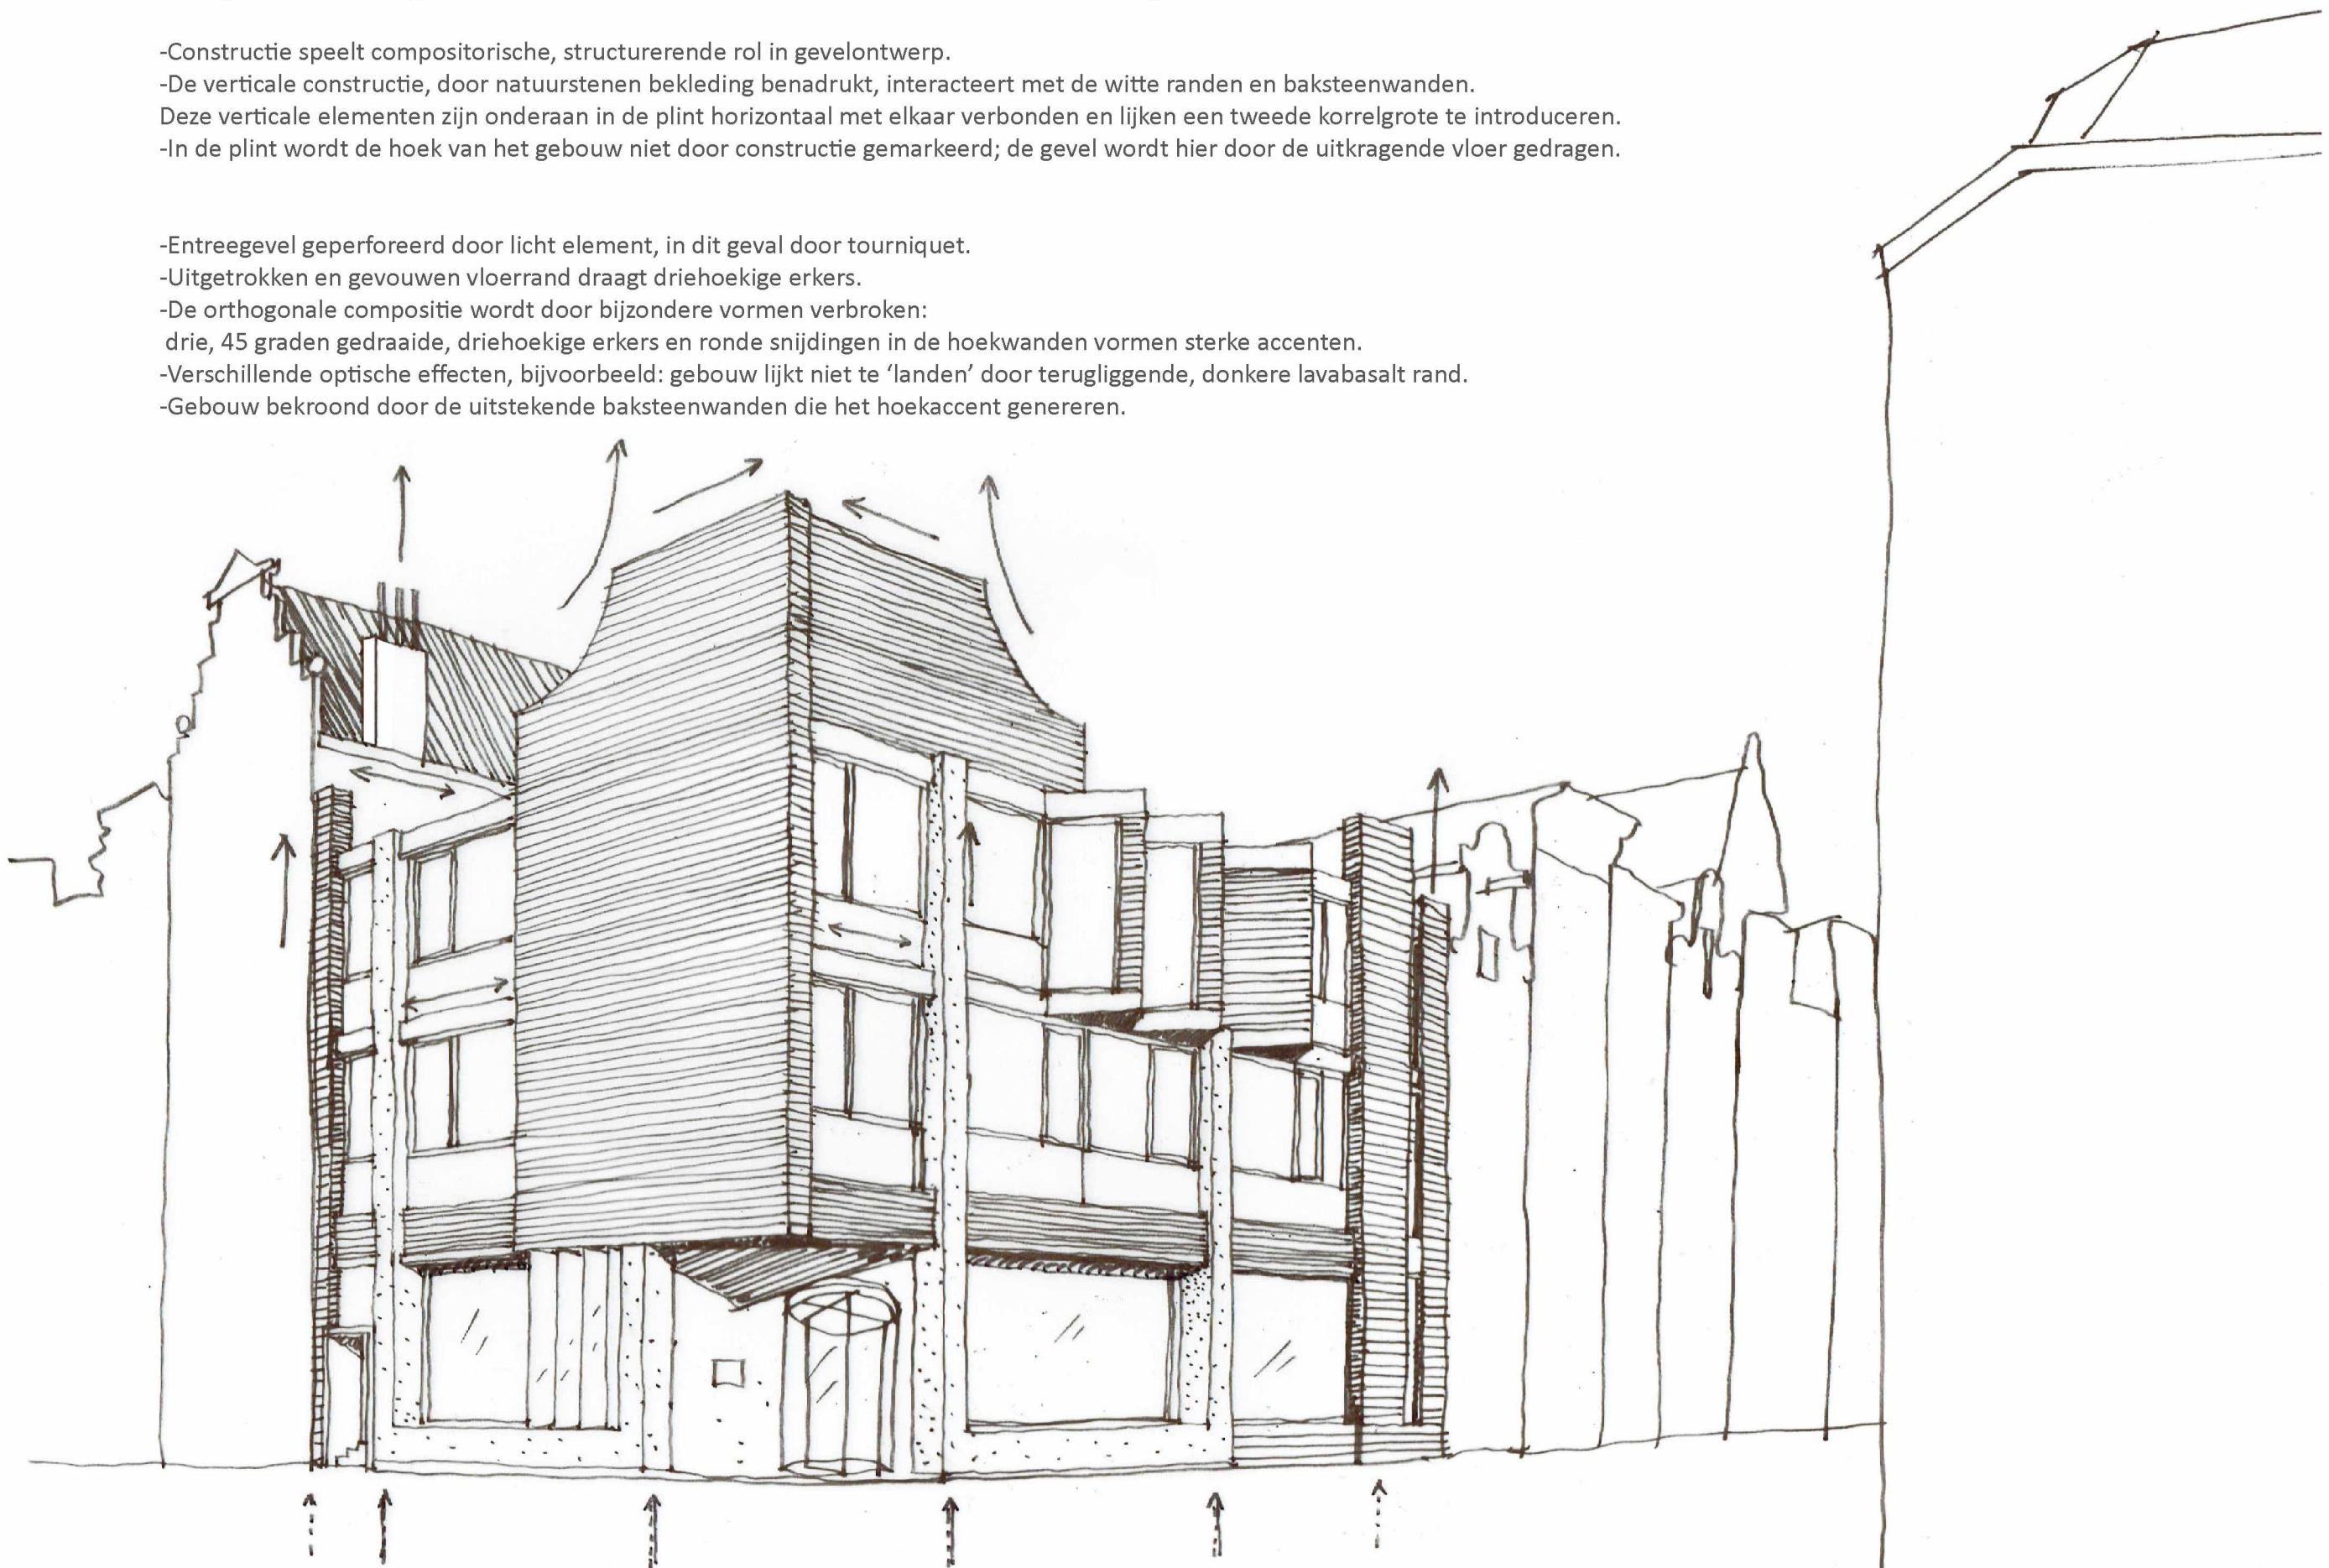 -Constructie speelt compositorische, structurerende rol in gevelontwerp.
-De verticale constructie, door natuurstenen bekleding benadrukt, interacteert met de witte randen en baksteenwanden.
Deze verticale elementen zijn onderaan in de plint horizontaal met elkaar verbonden en lijken een tweede korrelgrote te introduceren.
-In de plint wordt de hoek van het gebouw niet door constructie gemarkeerd; de gevel wordt hier door de uitkragende vloer gedragen.
-Entreegevel geperforeerd door licht element, in dit geval door tourniquet.
-Uitgetrokken en gevouwen vloerrand draagt driehoekige erkers.
-De orthogonale compositie wordt door bijzondere vormen verbroken:
drie, 45 graden gedraaide, driehoekige erkers en ronde snijdingen in de hoekwanden vormen sterke accenten.
-Verschillende optische effecten, bijvoorbeeld: gebouw lijkt niet te ‘landen’ door terugliggende, donkere lavabasalt rand.
-Gebouw bekroond door de uitstekende baksteenwanden die het hoekaccent genereren.